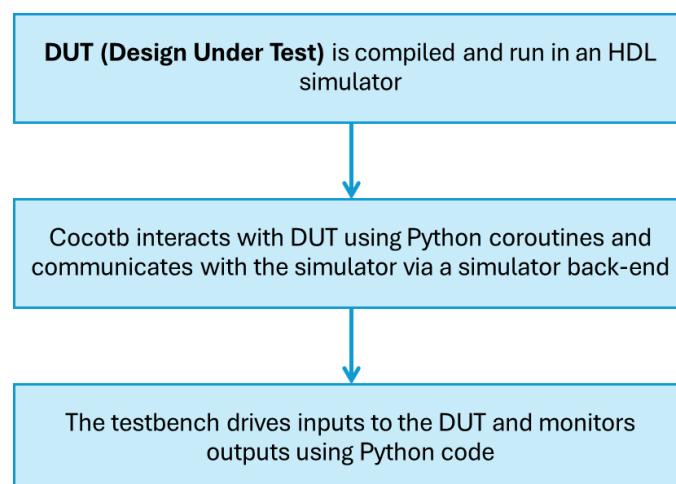 DUT (Design Under Test) is compiled and run in an HDL
simulator
Cocotb interacts with DUT using Python coroutines and
communicates with the simulator via a simulator back-end
The testbench drives inputs to the DUT and monitors
outputs using Python code